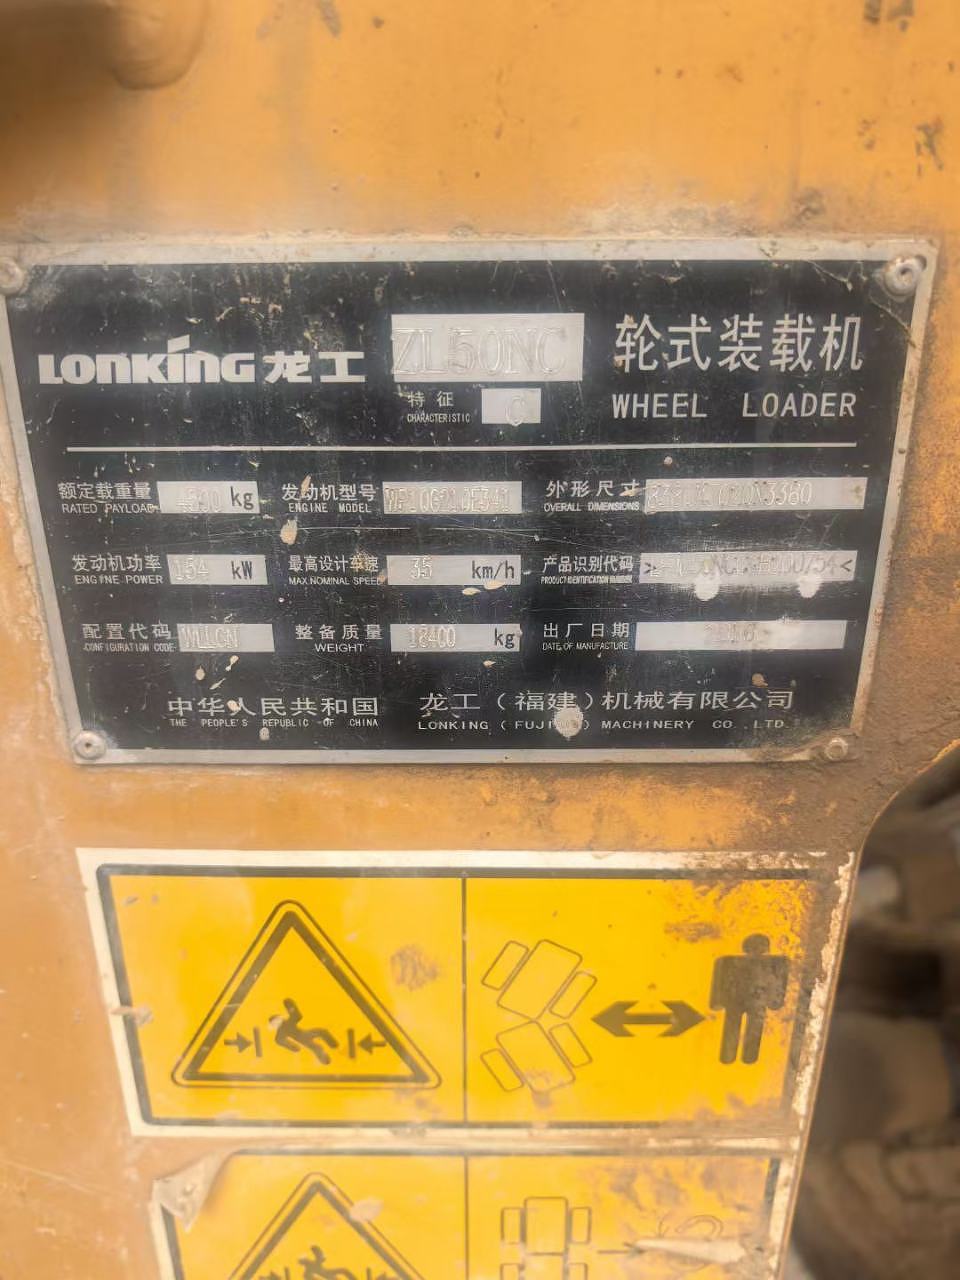 LONKING 龙工 ZL50NC 轮式装载机
特征 C
CHARACTERISTIC
WHEEL LOADER
额定载重量 kg 发动机型号 外形尺寸
RATED PAYLOAD ENGINE MODEL OVERALL DIMENSIONS
发动机功率 154 kW 最高设计车速 35 km/h 产品识别代码
ENGINE POWER MAX.NOMINAL SPEED PRODUCT IDENTIFICATION NUMBER
配置代码 整备质量 18400 kg 出厂日期
CONFIGURATION CODE WEIGHT DATE OF MANUFACTURE
中华人民共和国 龙工(福建)机械有限公司
THE PEOPLE'S REPUBLIC OF CHINA LONKING (FUJIAN) MACHINERY CO. LTD